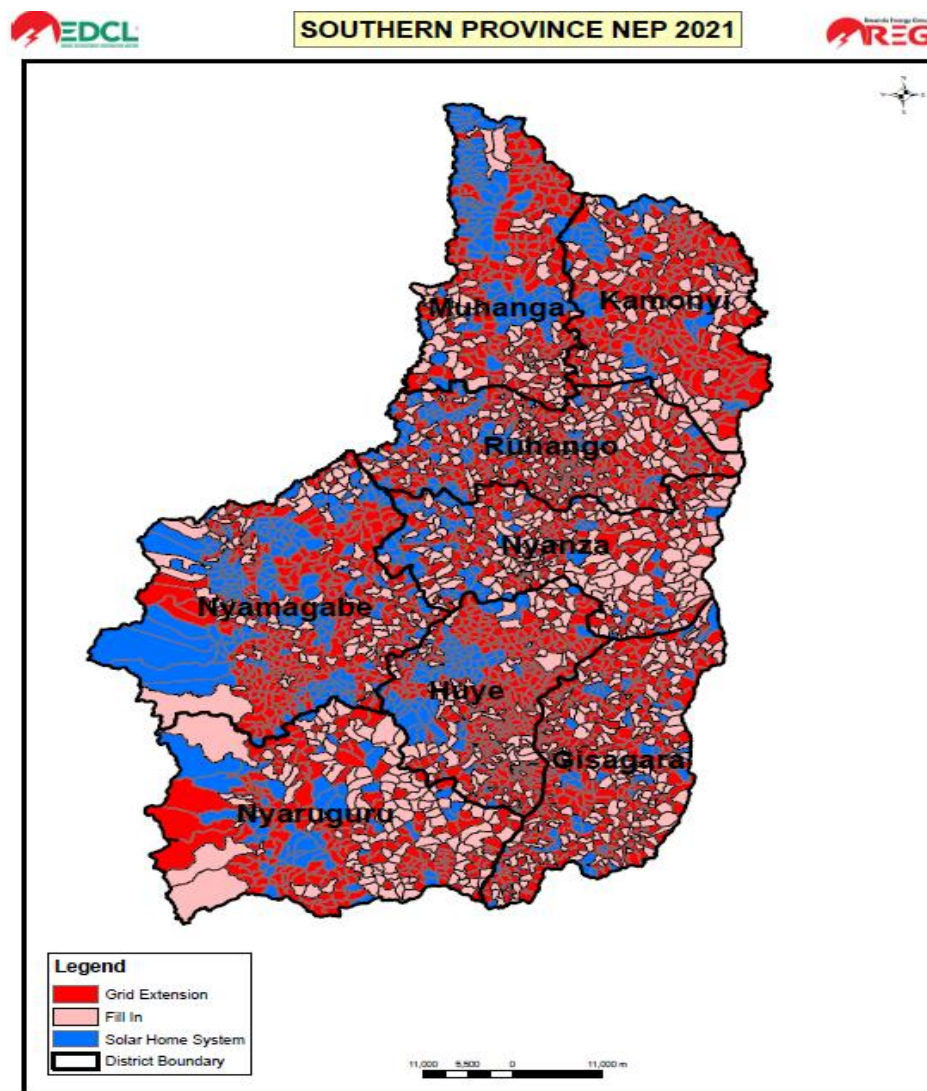 EDCL
SOUTHERN PROVINCE NEP 2021
REG
Muhanga
Kamonyi
Ruhango
Nyanza
Nyamagabe
Huye
Gisagara
Nyaruguru
Legend
Grid Extension
Fill In
Solar Home System
District Boundary
11,000 5,500 0 11,000 m